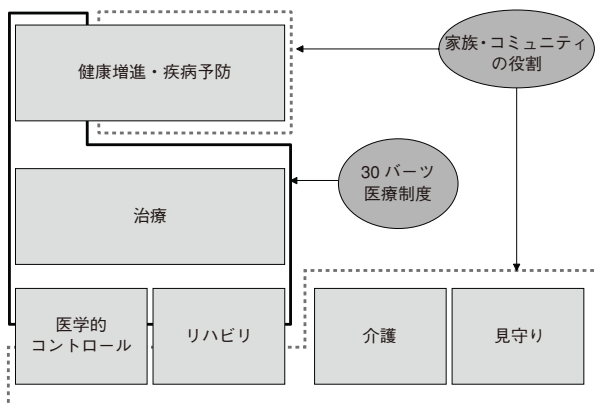 家族・コミュニティ
の役割
健康増進・疾病予防
30 バーツ
医療制度
治療
医学的
コントロール
リハビリ
介護
見守り